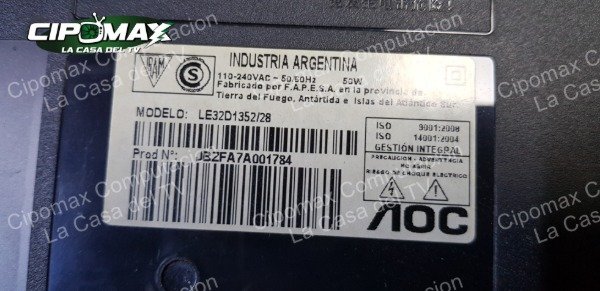 CIPOMAX
LA CASA DEL TV
INDUSTRIA ARGENTINA
110-240VAC ~ 50/60Hz 50W
Fabricado por F.A.P.E.S.A. en la provincia de
Tierra del Fuego, Antártida e Islas del Atlántico Sur.
MODELO: LE32D1352/28
Prod N°: JBZFA7A001784
ISO 9001:2008
ISO 14001:2004
GESTIÓN INTEGRAL
PRECAUCION - ADVERTENCIA
NO ABRIR
RIESGO DE CHOQUE ELECTRICO
AOC
Cipomax Computacion
La Casa del TV